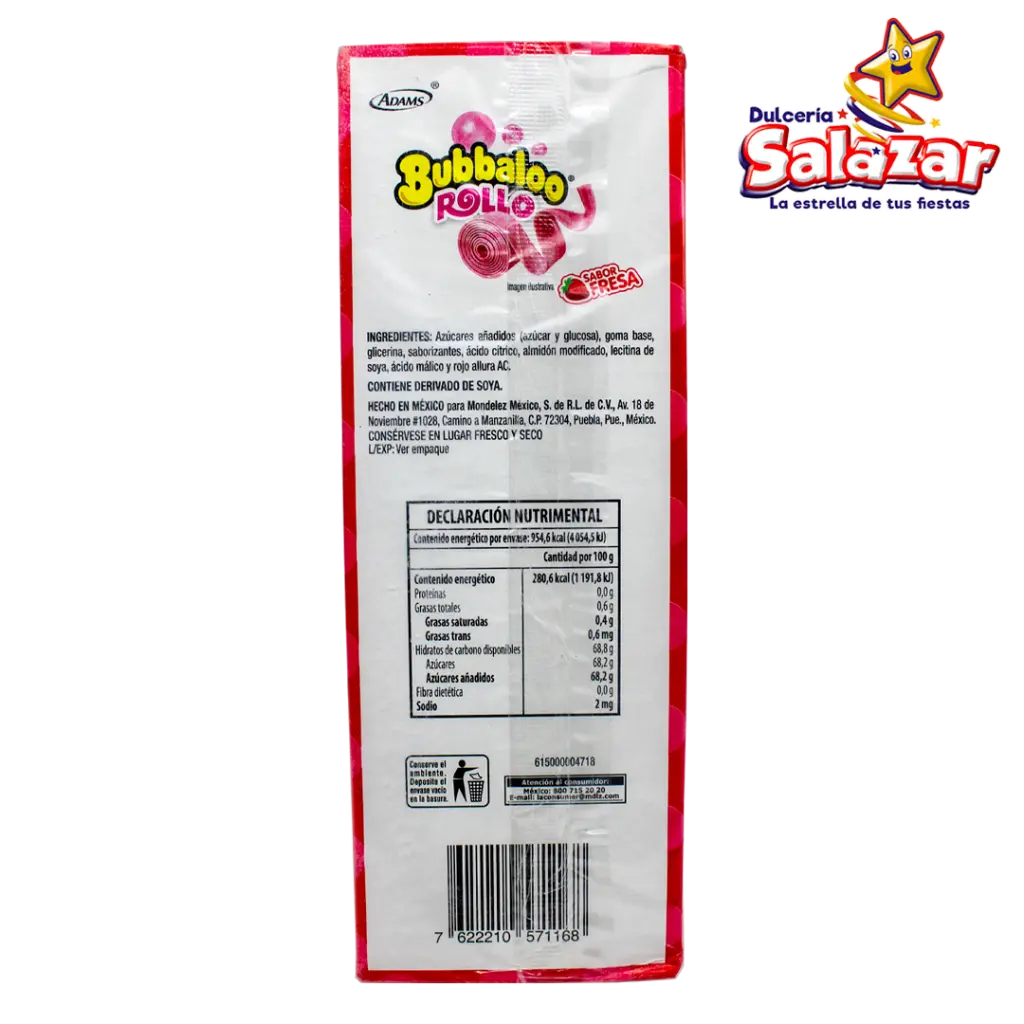 ADAMS®
Dulcería
Salazar
La estrella de tus fiestas
Bubbaloo®
ROLLO
Imagen ilustrativa
SABOR
FRESA
INGREDIENTES: Azúcares añadidos (azúcar y glucosa), goma base,
glicerina, saborizantes, ácido cítrico, almidón modificado, lecitina de
soya, ácido málico y rojo allura AC.
CONTIENE DERIVADO DE SOYA.
HECHO EN MÉXICO para Mondelez México, S. de R.L. de C.V., Av. 18 de
Noviembre #1028, Camino a Manzanilla, C.P. 72304, Puebla, Pue., México.
CONSÉRVESE EN LUGAR FRESCO Y SECO
L/EXP: Ver empaque
DECLARACIÓN NUTRIMENTAL
Contenido energético por envase: 954,6 kcal (4 054,5 kJ)
Cantidad por 100 g
Contenido energético 280,6 kcal (1 191,8 kJ)
Proteínas 0,0 g
Grasas totales 0,6 g
Grasas saturadas 0,4 g
Grasas trans 0,6 mg
Hidratos de carbono disponibles 68,8 g
Azúcares 68,2 g
Azúcares añadidos 68,2 g
Fibra dietética 0,0 g
Sodio 2 mg
Conserve el
ambiente.
Deposite el
envase vacío
en la basura.
615000004718
Atención al consumidor:
México: 800 715 20 20
E-mail: laconsumer@mdlz.com
7 622210 571168